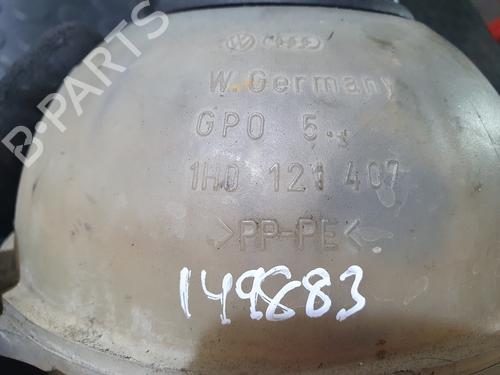 B-PARTS
W.Germany
GPO 5.
1H0 121 407
>PP-PE<
149883